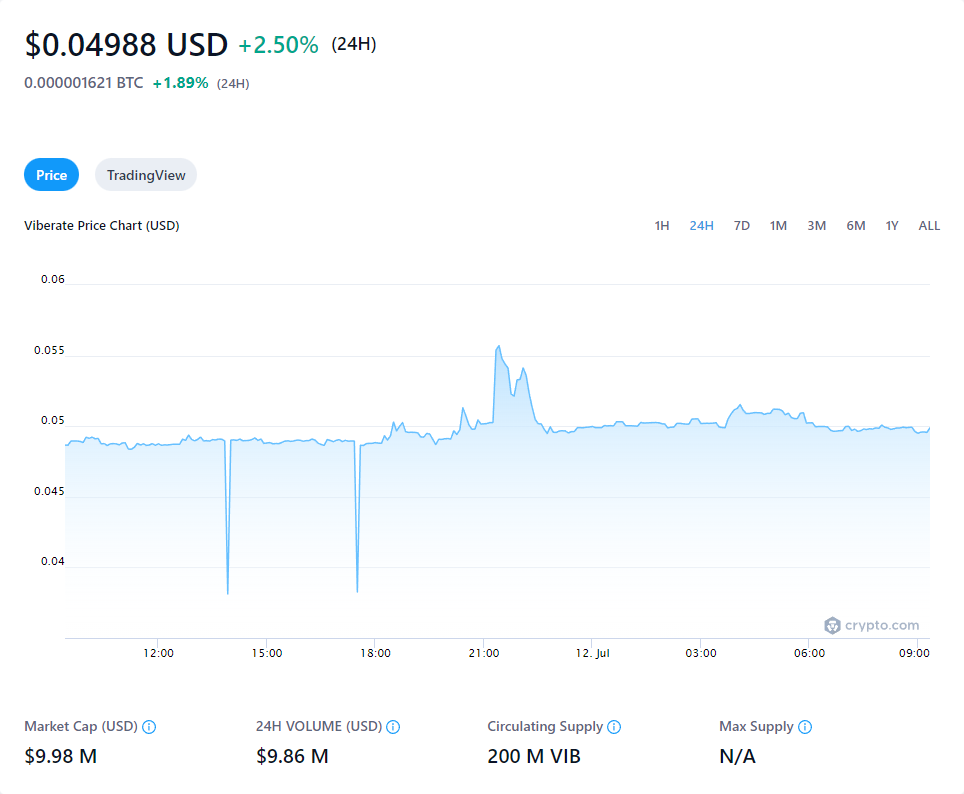 $0.04988 USD +2.50% (24H)
0.000001621 BTC +1.89% (24H)
Price TradingView
Viberate Price Chart (USD) 1H 24H 7D 1M 3M 6M 1Y ALL
0.06
0.055
0.05
0.045
0.04
crypto.com
12:00 15:00 18:00 21:00 12. Jul 03:00 06:00 09:00
Market Cap (USD) 24H VOLUME (USD) Circulating Supply Max Supply
$9.98 M $9.86 M 200 M VIB N/A